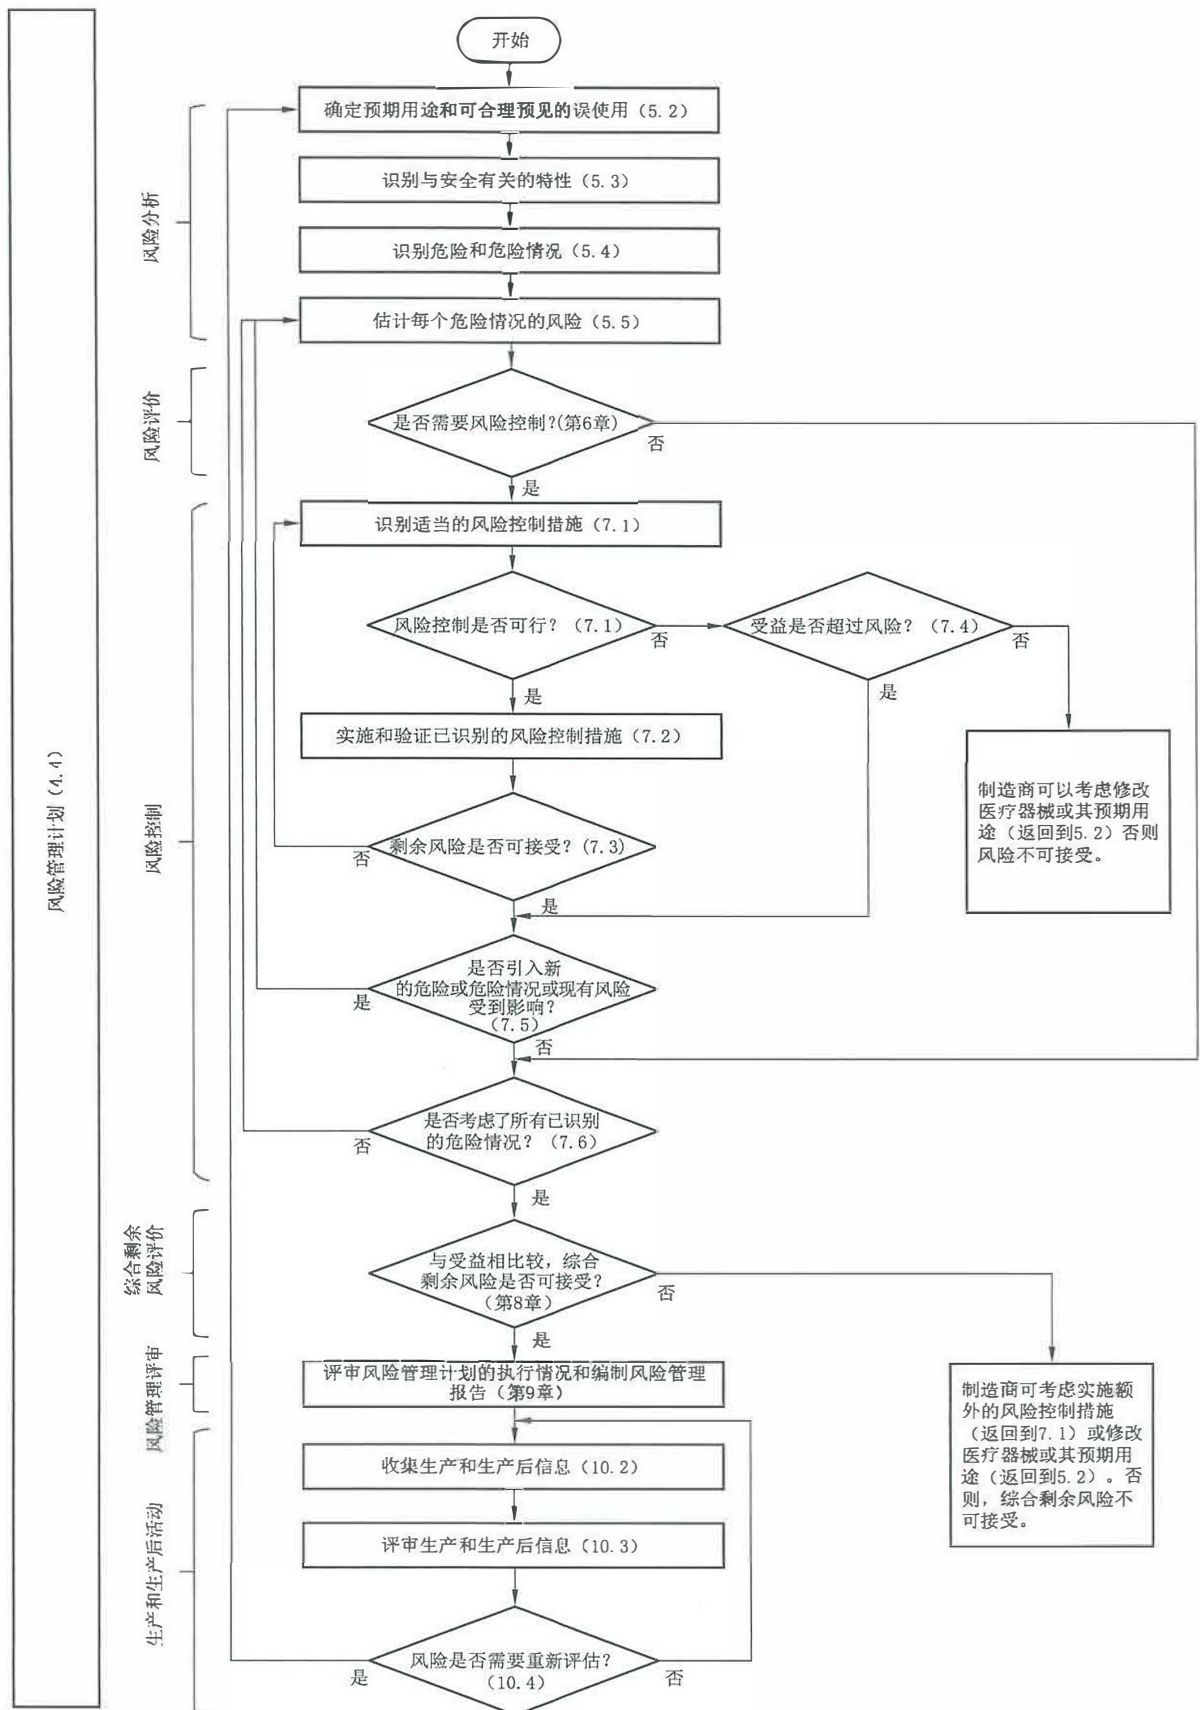 开始
确定预期用途和可合理预见的误使用（5.2）
识别与安全有关的特性（5.3）
风险分析
识别危险和危险情况（5.4）
估计每个危险情况的风险（5.5）
风险评价
是否需要风险控制?(第6章)
否
是
识别适当的风险控制措施（7.1）
风险控制是否可行？（7.1）
否
受益是否超过风险？（7.4）
否
是
是
实施和验证已识别的风险控制措施（7.2）
风险管理计划（4.4）
风险控制
制造商可以考虑修改
医疗器械或其预期用
途（返回到5.2）否则
风险不可接受。
剩余风险是否可接受？(7.3)
否
是
是否引入新
的危险或危险情况或现有风险
受到影响？
（7.5）
是
否
是否考虑了所有已识别
的危险情况？（7.6）
否
是
综合剩余
风险评价
与受益相比较，综合
剩余风险是否可接受？
（第8章）
否
是
风险管理评审
评审风险管理计划的执行情况和编制风险管理
报告（第9章）
制造商可考虑实施额
外的风险控制措施
（返回到7.1）或修改
医疗器械或其预期用
途（返回到5.2）。否
则，综合剩余风险不
可接受。
收集生产和生产后信息（10.2）
评审生产和生产后信息（10.3）
生产和生产后活动
风险是否需要重新评估？
（10.4）
是
否